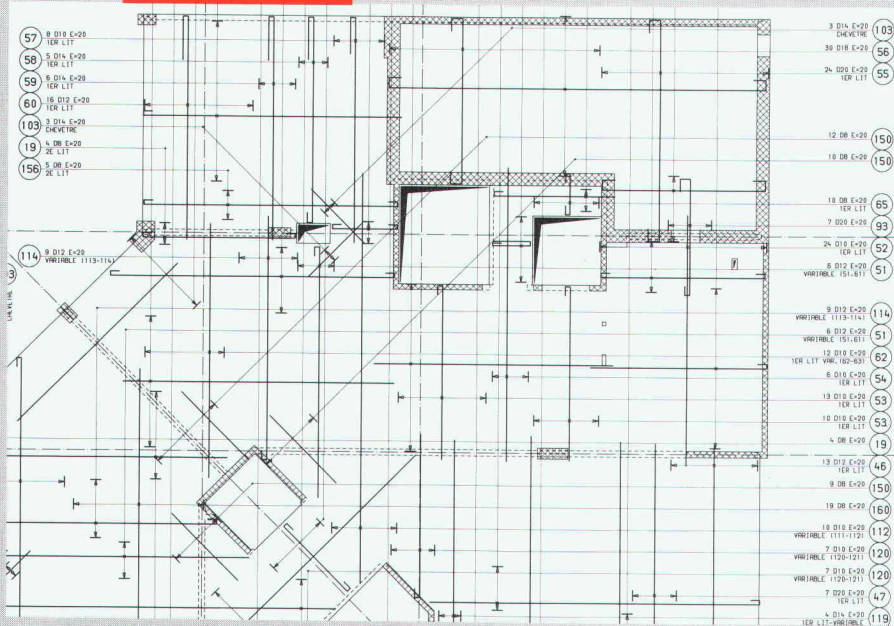 57 8 D10 E=20
1ER LIT
58 5 D14 E=20
1ER LIT
59 6 D14 E=20
1ER LIT
60 16 D12 E=20
1ER LIT
103 3 D14 E=20
CHEVETRE
19 4 D8 E=20
2E LIT
156 5 D8 E=20
2E LIT
114 9 D12 E=20
VARIABLE (113-114)
3
CHEVETRE
3 D14 E=20 103
CHEVETRE
30 D18 E=20 56
24 D20 E=20 55
1ER LIT
12 D8 E=20 150
10 D8 E=20 150
10 D8 E=20 65
1ER LIT
7 D20 E=20 93
24 D10 E=20 52
1ER LIT
6 D12 E=20 51
VARIABLE (51.61)
9 D12 E=20 114
VARIABLE (113-114)
6 D12 E=20 51
VARIABLE (51.61)
12 D10 E=20 62
1ER LIT VAR.(62-63)
6 D10 E=20 54
1ER LIT
13 D10 E=20 53
1ER LIT
10 D10 E=20 53
1ER LIT
4 D8 E=20 19
13 D12 E=20 46
1ER LIT
9 D8 E=20 150
19 D8 E=20 160
10 D10 E=20 112
VARIABLE (111-112)
7 D10 E=20 120
VARIABLE (120-121)
7 D10 E=20 120
VARIABLE (120-121)
7 D20 E=20 47
1ER LIT
4 D14 E=20 119
1ER LIT-VARIABLE